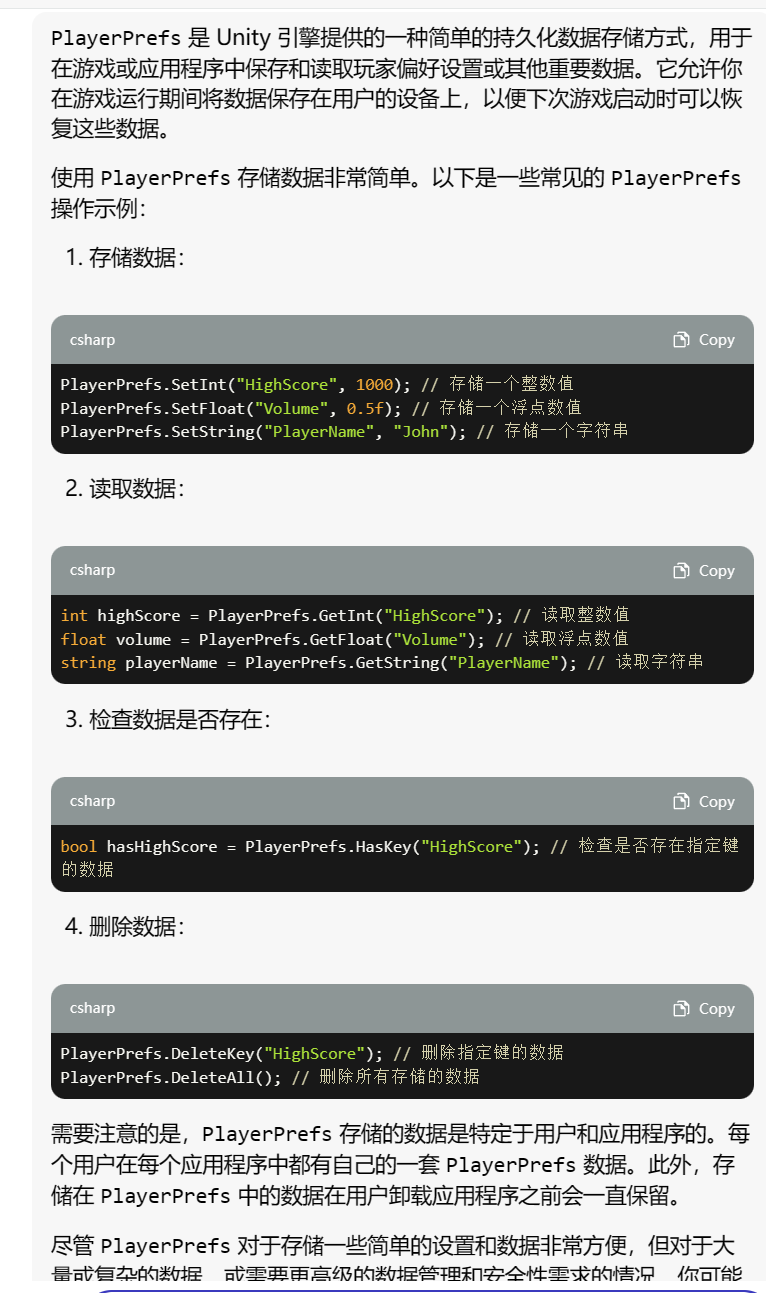 PlayerPrefs 是 Unity 引擎提供的一种简单的持久化数据存储方式，用于
在游戏或应用程序中保存和读取玩家偏好设置或其他重要数据。它允许你
在游戏运行期间将数据保存在用户的设备上，以便下次游戏启动时可以恢
复这些数据。
使用 PlayerPrefs 存储数据非常简单。以下是一些常见的 PlayerPrefs
操作示例：
1. 存储数据：
csharp Copy
PlayerPrefs.SetInt("HighScore", 1000); // 存储一个整数值
PlayerPrefs.SetFloat("Volume", 0.5f); // 存储一个浮点数值
PlayerPrefs.SetString("PlayerName", "John"); // 存储一个字符串
2. 读取数据：
csharp Copy
int highScore = PlayerPrefs.GetInt("HighScore"); // 读取整数值
float volume = PlayerPrefs.GetFloat("Volume"); // 读取浮点数值
string playerName = PlayerPrefs.GetString("PlayerName"); // 读取字符串
3. 检查数据是否存在：
csharp Copy
bool hasHighScore = PlayerPrefs.HasKey("HighScore"); // 检查是否存在指定键
的数据
4. 删除数据：
csharp Copy
PlayerPrefs.DeleteKey("HighScore"); // 删除指定键的数据
PlayerPrefs.DeleteAll(); // 删除所有存储的数据
需要注意的是，PlayerPrefs 存储的数据是特定于用户和应用程序的。每
个用户在每个应用程序中都有自己的一套 PlayerPrefs 数据。此外，存
储在 PlayerPrefs 中的数据在用户卸载应用程序之前会一直保留。
尽管 PlayerPrefs 对于存储一些简单的设置和数据非常方便，但对于大
量或复杂的数据，或需要更高级的数据管理和安全性需求的情况，你可能